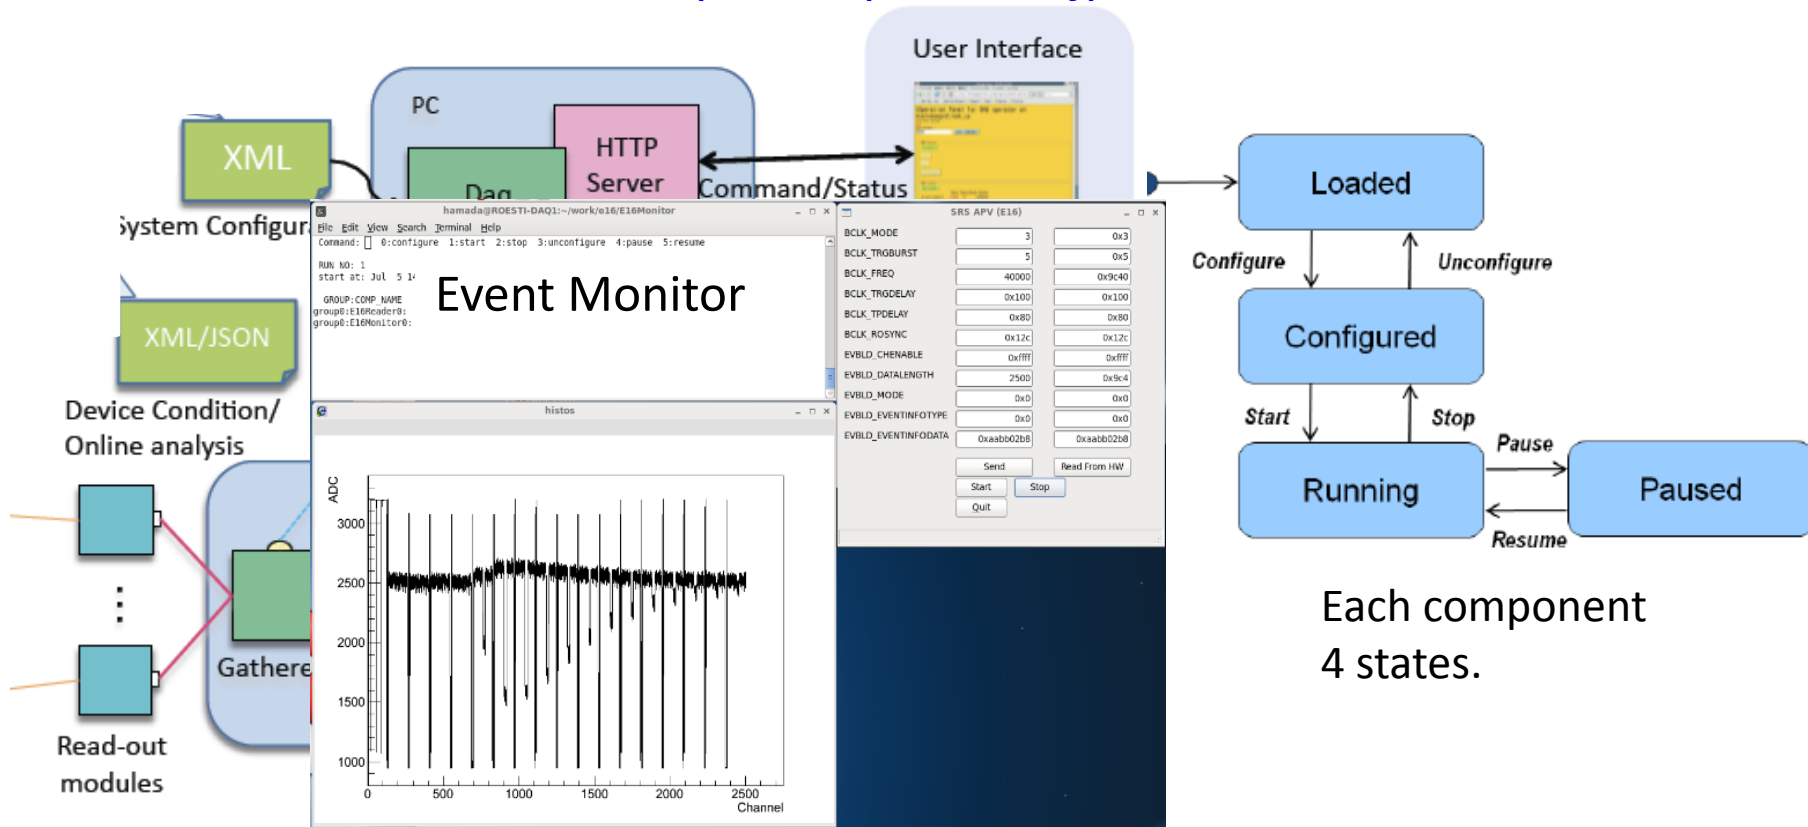 User Interface
PC
XML
HTTP
Server
Daq
Command/Status
System Configura
XML/JSON
Device Condition/
Online analysis
Gathere
Read-out
modules
hamada@ROESTI-DAQ1:~/work/e16/E16Monitor
File Edit View Search Terminal Help
Command: 0:configure 1:start 2:stop 3:unconfigure 4:pause 5:resume
RUN NO: 1
start at: Jul 5 14
GROUP:COMP_NAME
group0:E16Reader0:
group0:E16Monitor0:
Event Monitor
histos
ADC
3000
2500
2000
1500
1000
0 500 1000 1500 2000 2500
Channel
SRS APV (E16)
BCLK_MODE 3 0x3
BCLK_TRGBURST 5 0x5
BCLK_FREQ 40000 0x9c40
BCLK_TRGDELAY 0x100 0x100
BCLK_TPDELAY 0x80 0x80
BCLK_ROSYNC 0x12c 0x12c
EVBLD_CHENABLE 0xffff 0xffff
EVBLD_DATALENGTH 2500 0x9c4
EVBLD_MODE 0x0 0x0
EVBLD_EVENTINFOTYPE 0x0 0x0
EVBLD_EVENTINFODATA 0xaabb02b8 0xaabb02b8
Send Read From HW
Start Stop
Quit
Loaded
Configure Unconfigure
Configured
Start Stop
Pause
Running Paused
Resume
Each component
4 states.